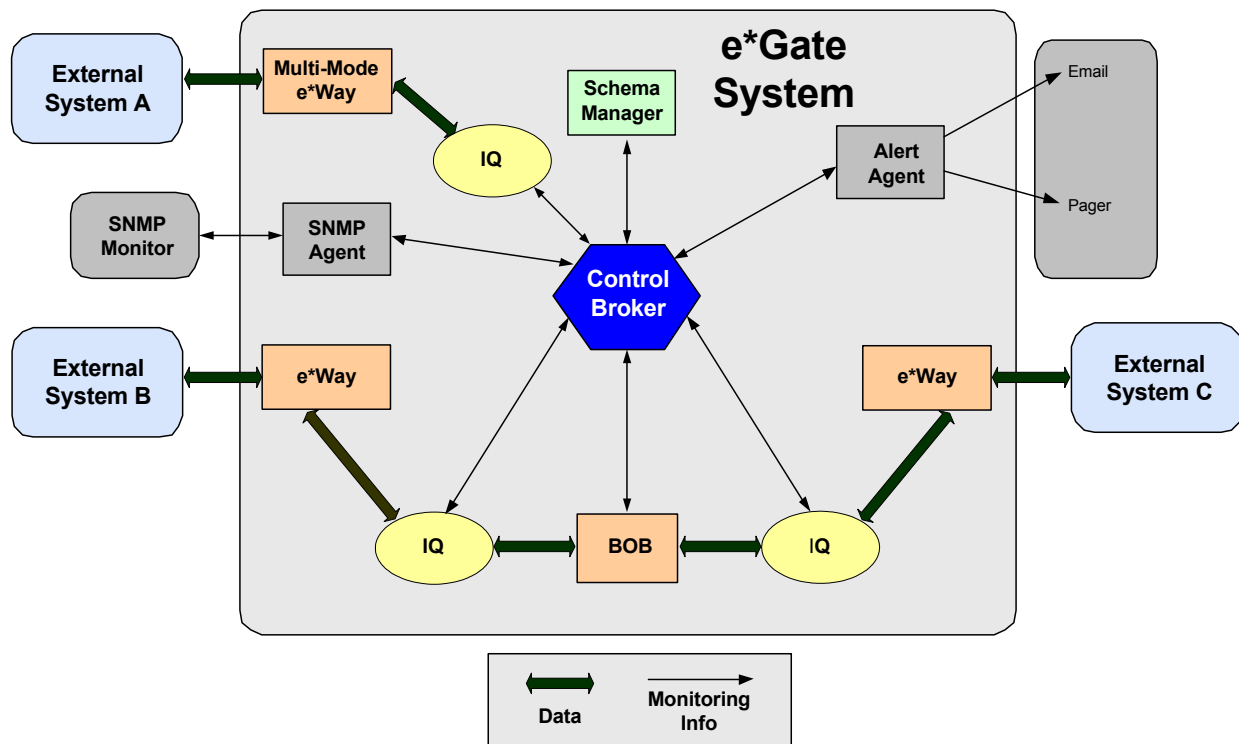 e*Gate
System
External
System A
Multi-Mode
e*Way
IQ
Schema
Manager
Alert
Agent
Email
Pager
SNMP
Monitor
SNMP
Agent
Control
Broker
External
System B
e*Way
e*Way
External
System C
IQ
BOB
IQ
Data
Monitoring
Info